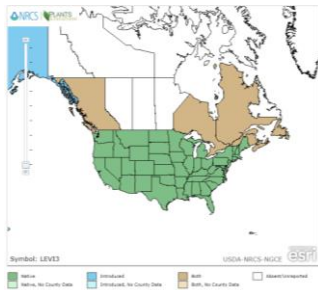 NRCS PLANTS
Symbol: LEVI3
USDA-NRCS-NGCE
esri
Native
Introduced
Both
Absent/Unreported
Native, No County Data
Introduced, No County Data
Both, No County Data